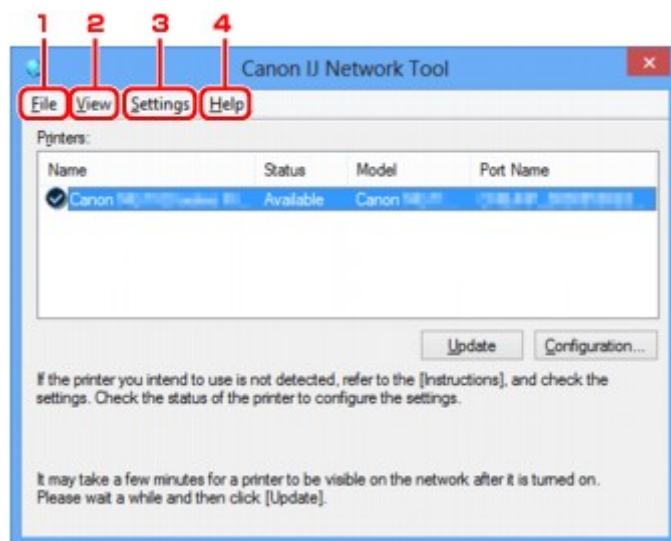 1 2 3 4
Canon IJ Network Tool
File View Settings Help
Printers:
Name Status Model Port Name
Canon Available Canon
Update Configuration...
If the printer you intend to use is not detected, refer to the [Instructions], and check the
settings. Check the status of the printer to configure the settings.
It may take a few minutes for a printer to be visible on the network after it is turned on.
Please wait a while and then click [Update].